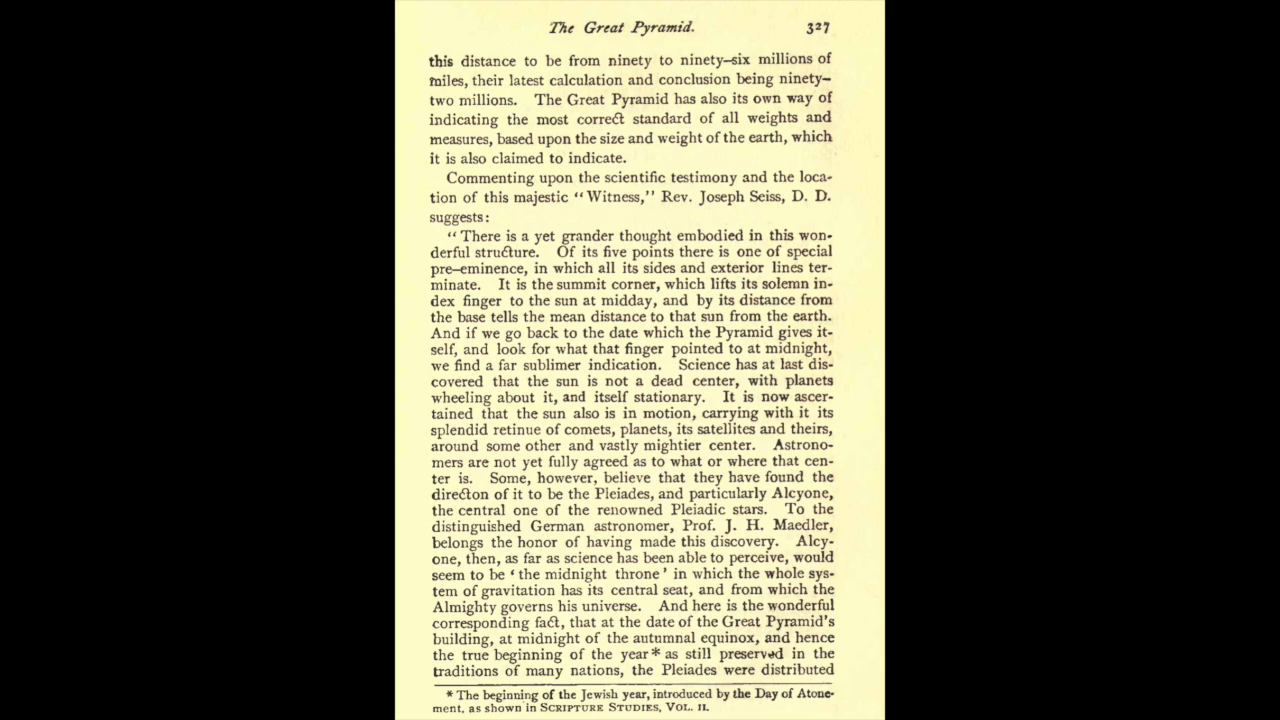 The Great Pyramid. 327
this distance to be from ninety to ninety–six millions of
miles, their latest calculation and conclusion being ninety–
two millions. The Great Pyramid has also its own way of
indicating the most correct standard of all weights and
measures, based upon the size and weight of the earth, which
it is also claimed to indicate.
Commenting upon the scientific testimony and the loca-
tion of this majestic “Witness,” Rev. Joseph Seiss, D. D.
suggests:
“There is a yet grander thought embodied in this won-
derful structure. Of its five points there is one of special
pre–eminence, in which all its sides and exterior lines ter-
minate. It is the summit corner, which lifts its solemn in-
dex finger to the sun at midday, and by its distance from
the base tells the mean distance to that sun from the earth.
And if we go back to the date which the Pyramid gives it-
self, and look for what that finger pointed to at midnight,
we find a far sublimer indication. Science has at last dis-
covered that the sun is not a dead center, with planets
wheeling about it, and itself stationary. It is now ascer-
tained that the sun also is in motion, carrying with it its
splendid retinue of comets, planets, its satellites and theirs,
around some other and vastly mightier center. Astrono-
mers are not yet fully agreed as to what or where that cen-
ter is. Some, however, believe that they have found the
directon of it to be the Pleiades, and particularly Alcyone,
the central one of the renowned Pleiadic stars. To the
distinguished German astronomer, Prof. J. H. Maedler,
belongs the honor of having made this discovery. Alcy-
one, then, as far as science has been able to perceive, would
seem to be ‘the midnight throne’ in which the whole sys-
tem of gravitation has its central seat, and from which the
Almighty governs his universe. And here is the wonderful
corresponding fact, that at the date of the Great Pyramid's
building, at midnight of the autumnal equinox, and hence
the true beginning of the year* as still preserved in the
traditions of many nations, the Pleiades were distributed
* The beginning of the Jewish year, introduced by the Day of Atone-
ment, as shown in SCRIPTURE STUDIES, VOL. II.